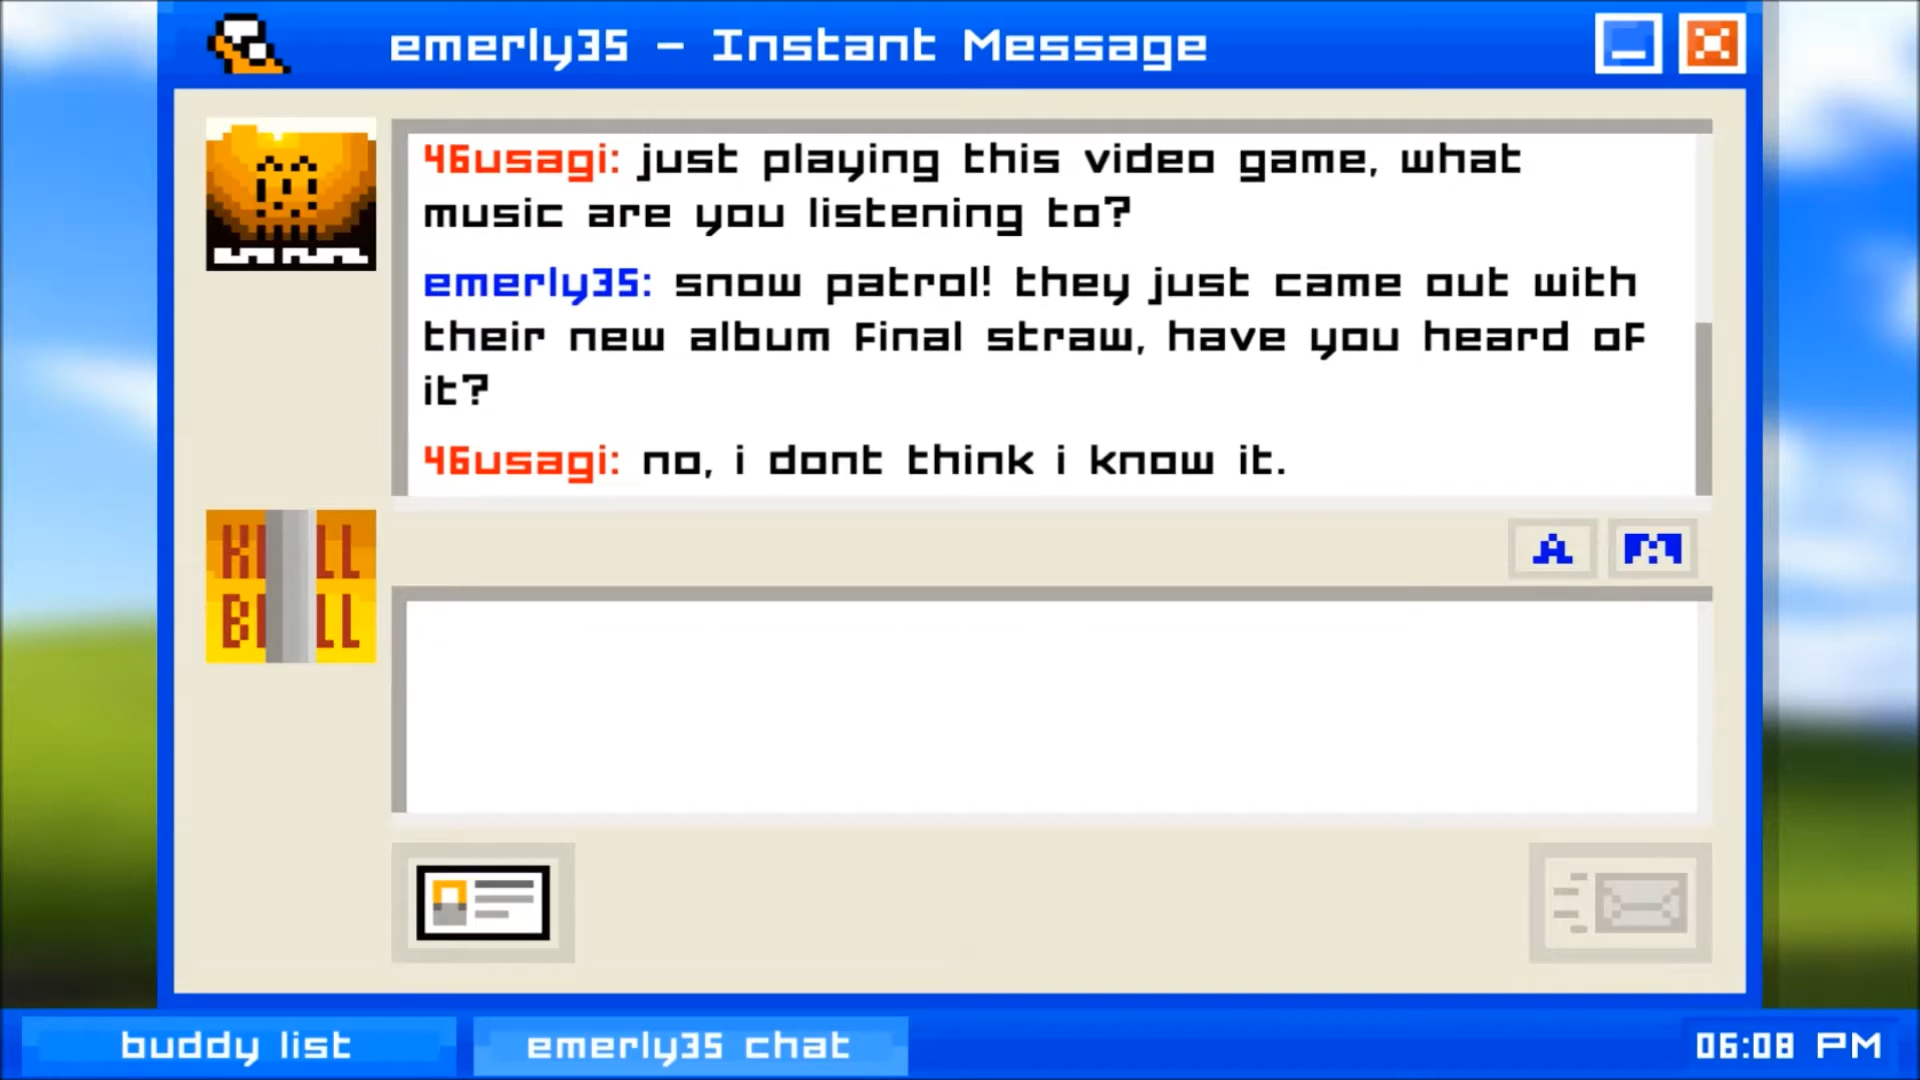 emerly35 - Instant Message
46usagi: just playing this video game, what
music are you listening to?
emerly35: snow patrol! they just came out with
their new album final straw, have you heard of
it?
46usagi: no, i dont think i know it.
KILL
BILL
A
buddy list
emerly35 chat
06:08 PM